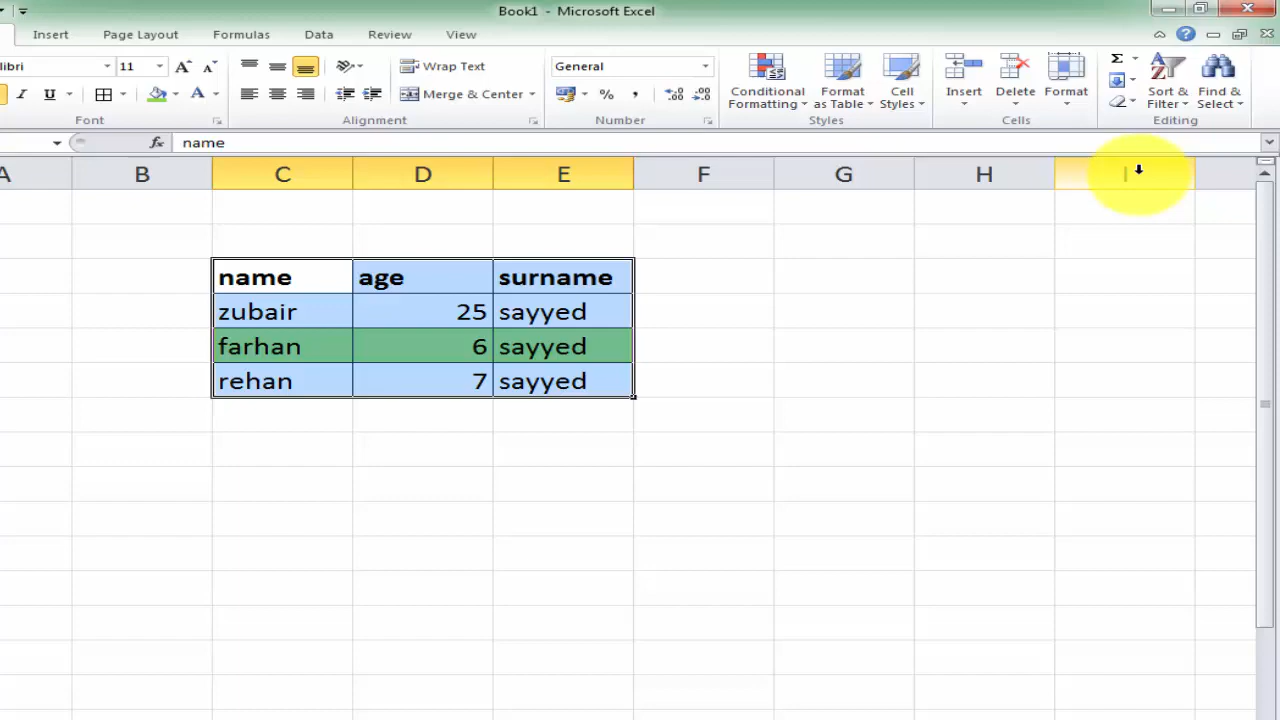 Book1 - Microsoft Excel
Insert Page Layout Formulas Data Review View
libri 11 A A Wrap Text General Σ
I U A Merge & Center % , Conditional Formatting Format as Table Cell Styles Insert Delete Format Sort & Filter Find & Select
Font Alignment Number Styles Cells Editing
fx name
A B C D E F G H I
name age surname
zubair 25 sayyed
farhan 6 sayyed
rehan 7 sayyed